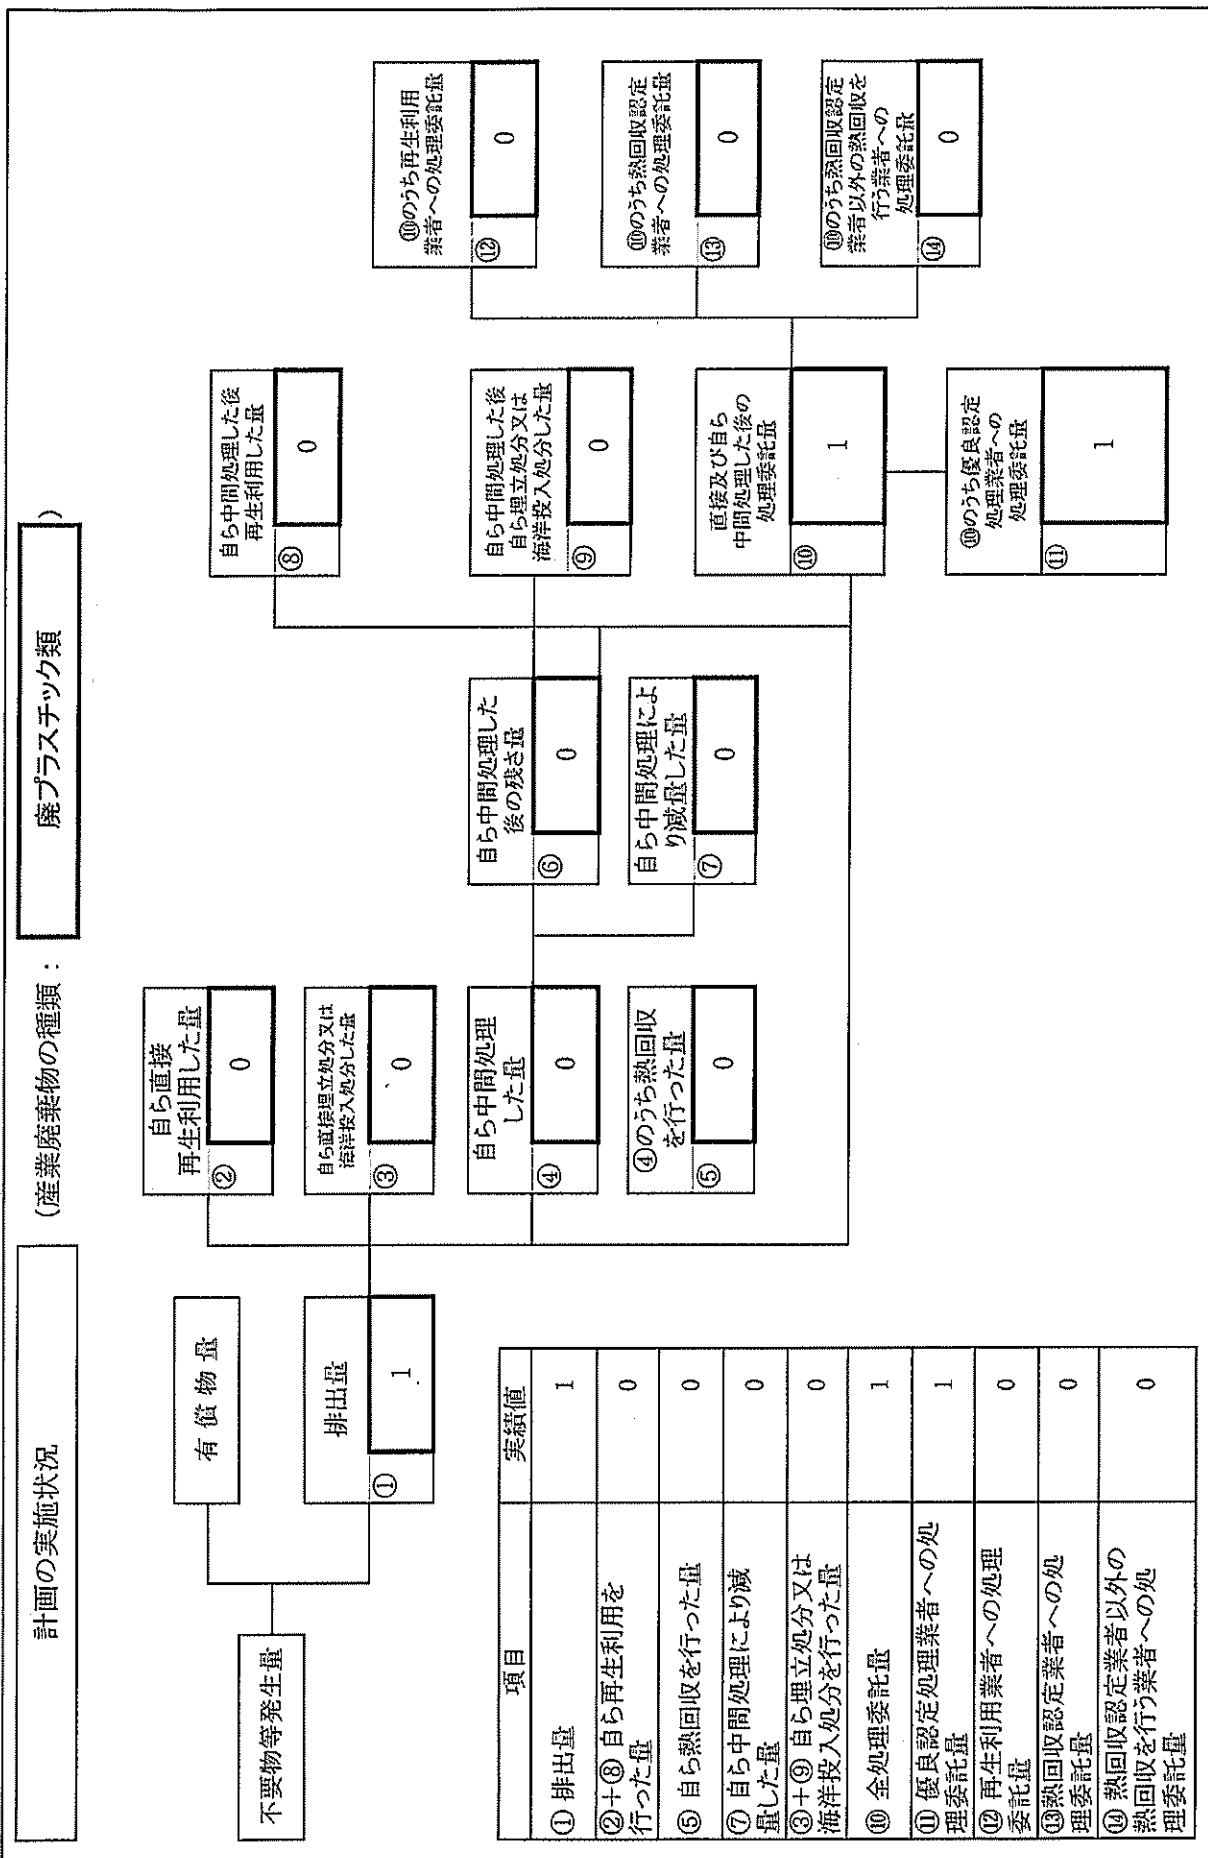 計画の実施状況
（産業廃棄物の種類：
廃プラスチック類
）
不要物等発生量
有償物量
排出量
①
1
自ら直接
再生利用した量
②
0
自ら直接埋立処分又は
海洋投入処分した量
③
0
自ら中間処理
した量
④
0
④のうち熱回収
を行った量
⑤
0
自ら中間処理した
後の残さ量
⑥
0
自ら中間処理によ
り減量した量
⑦
0
自ら中間処理した後
再生利用した量
⑧
0
自ら中間処理した後
自ら埋立処分又は
海洋投入処分した量
⑨
0
直接及び自ら
中間処理した後の
処理委託量
⑩
1
⑩のうち優良認定
処理業者への
処理委託量
⑪
1
⑩のうち再生利用
業者への処理委託量
⑫
0
⑩のうち熱回収認定
業者への処理委託量
⑬
0
⑩のうち熱回収認定
業者以外の熱回収を
行う業者への
処理委託量
⑭
0
項目 実績値
① 排出量 1
②+⑧ 自ら再生利用を
行った量 0
⑤ 自ら熱回収を行った量 0
⑦ 自ら中間処理により減
量した量 0
③+⑨ 自ら埋立処分又は
海洋投入処分を行った量 0
⑩ 全処理委託量 1
⑪ 優良認定処理業者への処
理委託量 1
⑫ 再生利用業者への処理
委託量 0
⑬熱回収認定業者への処
理委託量 0
⑭ 熱回収認定業者以外の
熱回収を行う業者への処
理委託量 0